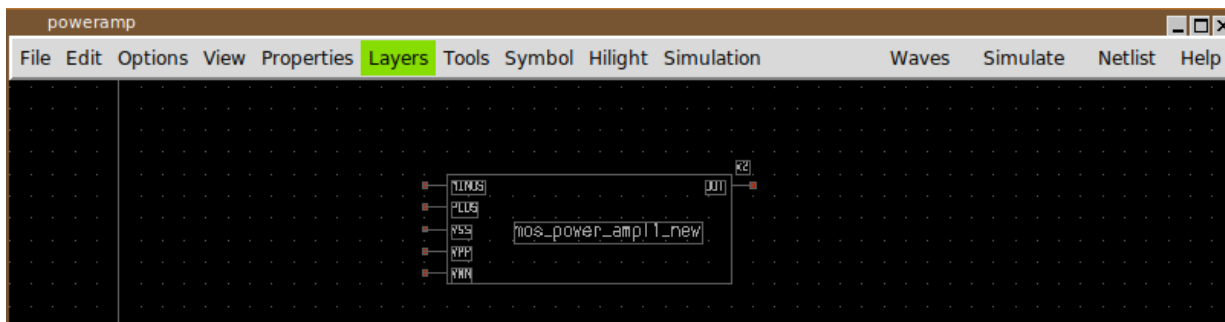 poweramp
File Edit Options View Properties Layers Tools Symbol Hilight Simulation Waves Simulate Netlist Help
x2
MINUS OUT
PLUS
VSS mos_power_ampl1_new
VPP
VNN